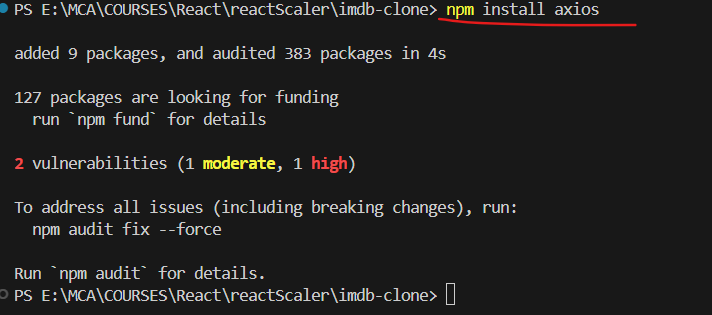 PS E:\MCA\COURSES\React\reactScaler\imdb-clone> npm install axios
added 9 packages, and audited 383 packages in 4s
127 packages are looking for funding
  run `npm fund` for details
2 vulnerabilities (1 moderate, 1 high)
To address all issues (including breaking changes), run:
  npm audit fix --force
Run `npm audit` for details.
PS E:\MCA\COURSES\React\reactScaler\imdb-clone>